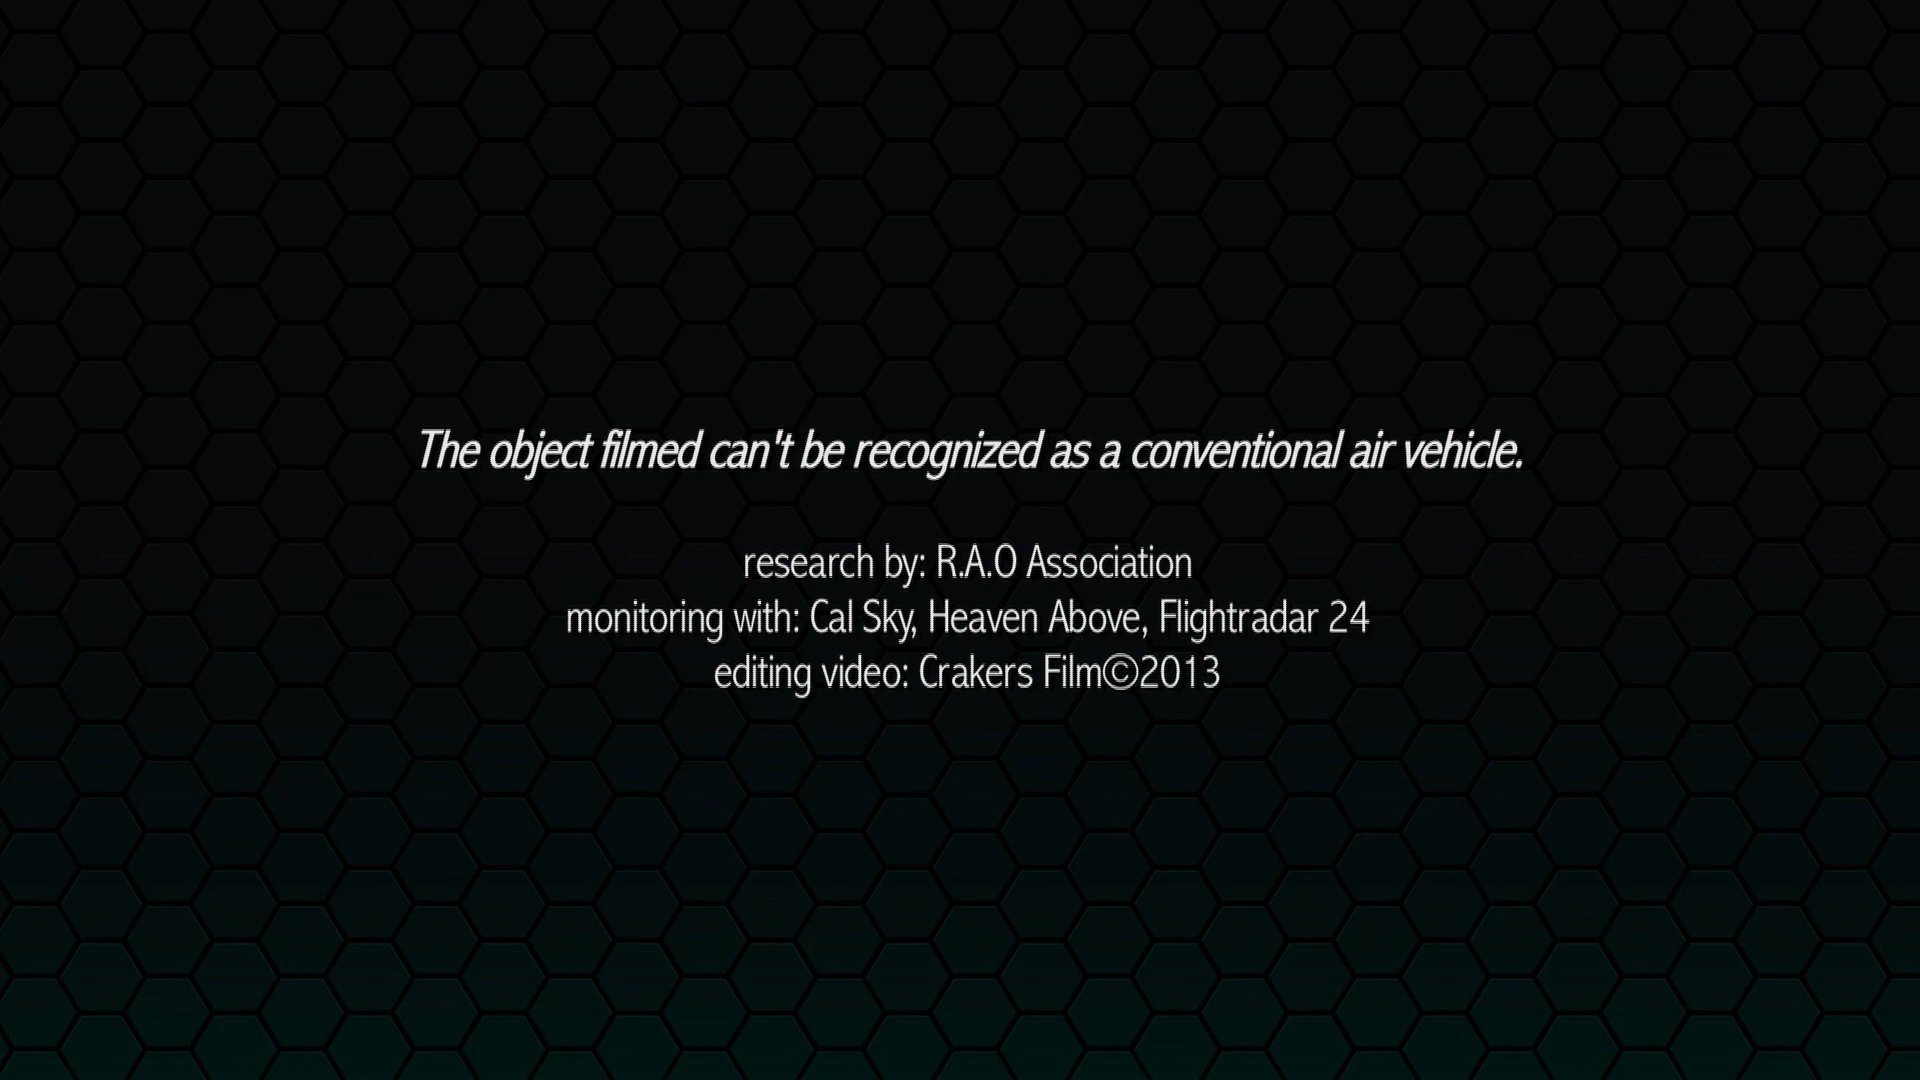 The object filmed can't be recognized as a conventional air vehicle.
research by: R.A.O Association
monitoring with: Cal Sky, Heaven Above, Flightradar 24
editing video: Crakers Film©2013